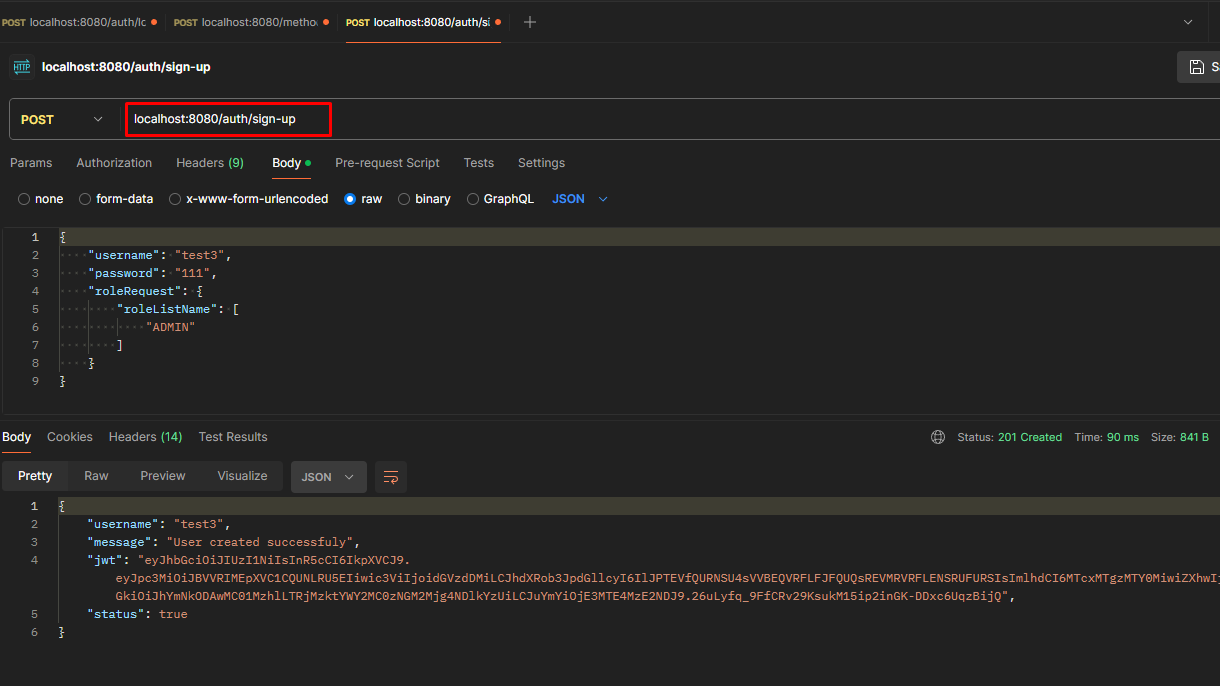 POST localhost:8080/auth/lo
POST localhost:8080/metho
POST localhost:8080/auth/si
HTTP localhost:8080/auth/sign-up
S
POST localhost:8080/auth/sign-up
Params Authorization Headers (9) Body Pre-request Script Tests Settings
none form-data x-www-form-urlencoded raw binary GraphQL JSON
1 {
2 "username": "test3",
3 "password": "111",
4 "roleRequest": {
5 "roleListName": [
6 "ADMIN"
7 ]
8 }
9 }
Body Cookies Headers (14) Test Results Status: 201 Created Time: 90 ms Size: 841 B
Pretty Raw Preview Visualize JSON
1 {
2 "username": "test3",
3 "message": "User created successfuly",
4 "jwt": "eyJhbGciOiJIUzI1NiIsInR5cCI6IkpXVCJ9.
5 "status": true
6 }